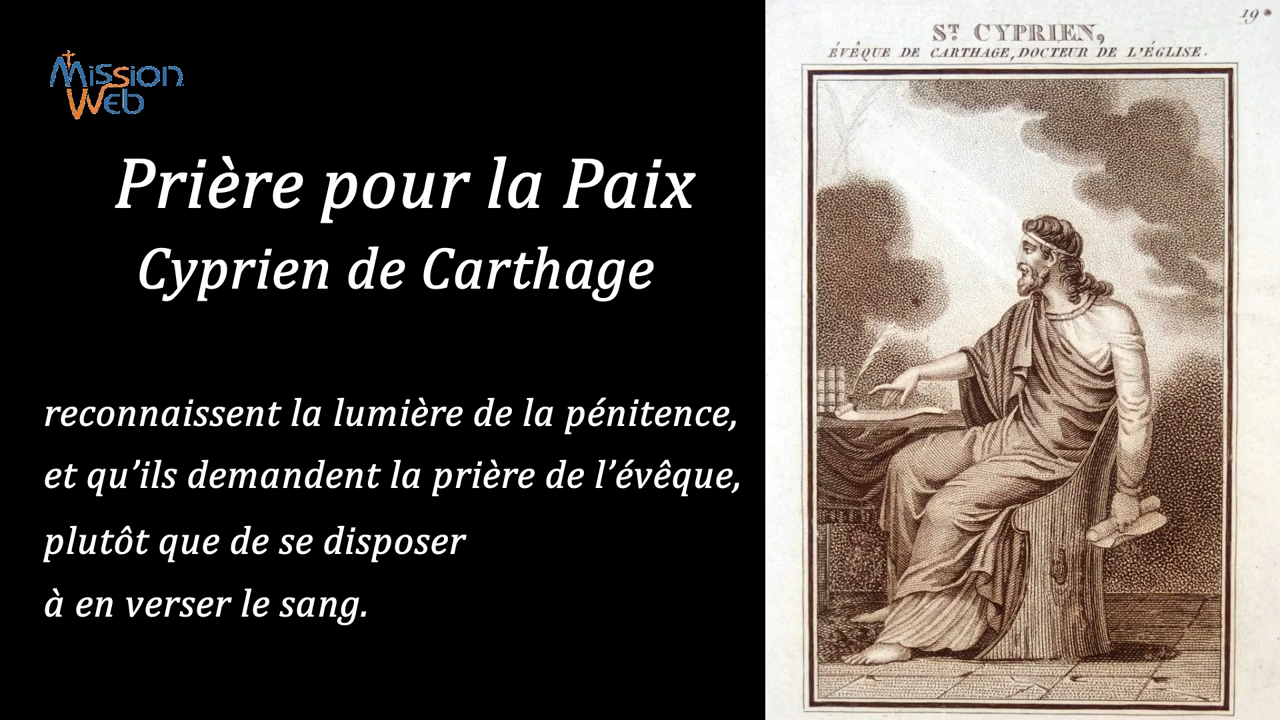 Mission
Web
Prière pour la Paix
Cyprien de Carthage
reconnaissent la lumière de la pénitence,
et qu’ils demandent la prière de l’évêque,
plutôt que de se disposer
à en verser le sang.
19*
ST. CYPRIEN,
ÉVÊQUE DE CARTHAGE, DOCTEUR DE L'ÉGLISE.